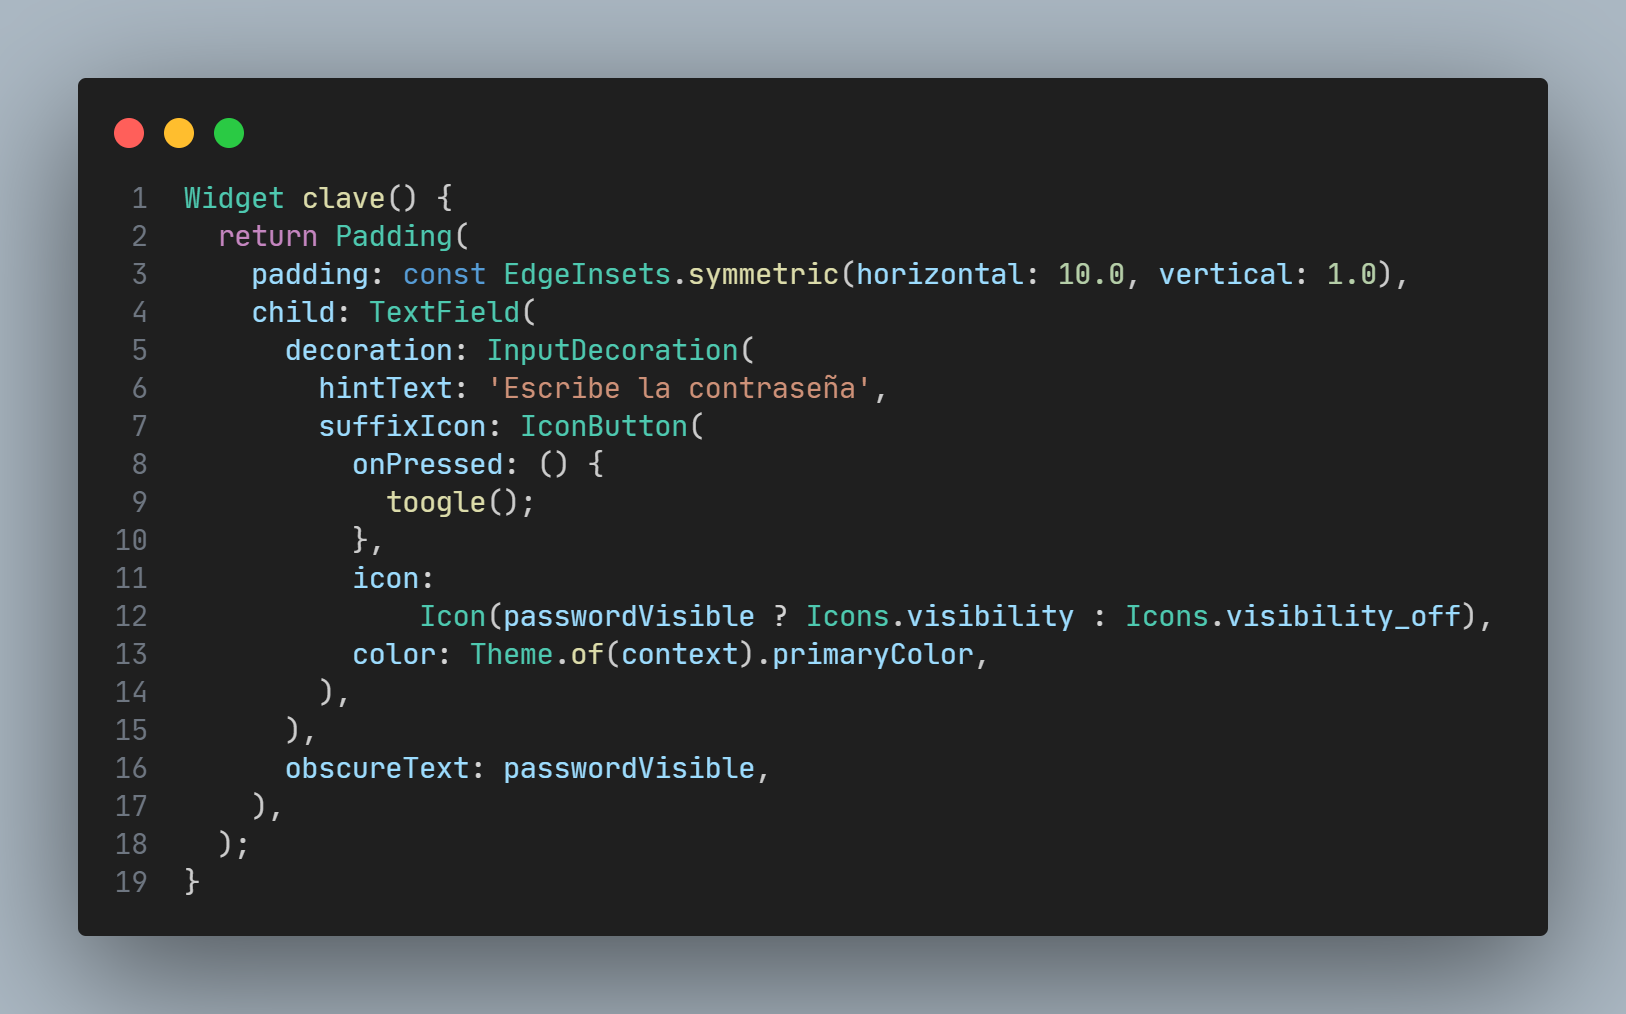 1 Widget clave() {
2   return Padding(
3     padding: const EdgeInsets.symmetric(horizontal: 10.0, vertical: 1.0),
4     child: TextField(
5       decoration: InputDecoration(
6         hintText: 'Escribe la contraseña',
7         suffixIcon: IconButton(
8           onPressed: () {
9             toogle();
10           },
11           icon:
12               Icon(passwordVisible ? Icons.visibility : Icons.visibility_off),
13           color: Theme.of(context).primaryColor,
14         ),
15       ),
16       obscureText: passwordVisible,
17     ),
18   );
19 }